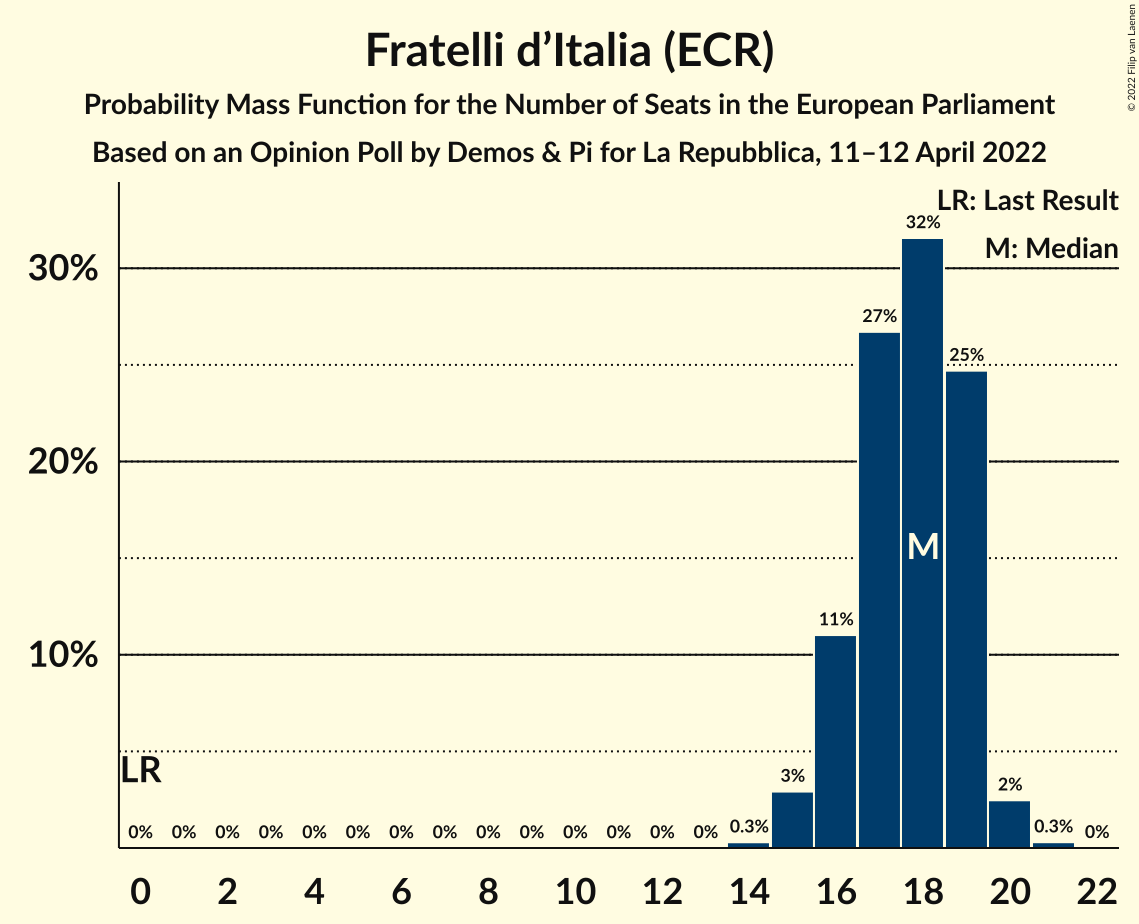 Fratelli d’Italia (ECR)
Probability Mass Function for the Number of Seats in the European Parliament
Based on an Opinion Poll by Demos & Pi for La Repubblica, 11–12 April 2022
© 2022 Filip van Laenen
LR: Last Result
M: Median
30%
20%
10%
32%
27%
25%
M
11%
LR
3%
2%
0% 0% 0% 0% 0% 0% 0% 0% 0% 0% 0% 0% 0% 0% 0.3% 0.3% 0%
0 2 4 6 8 10 12 14 16 18 20 22